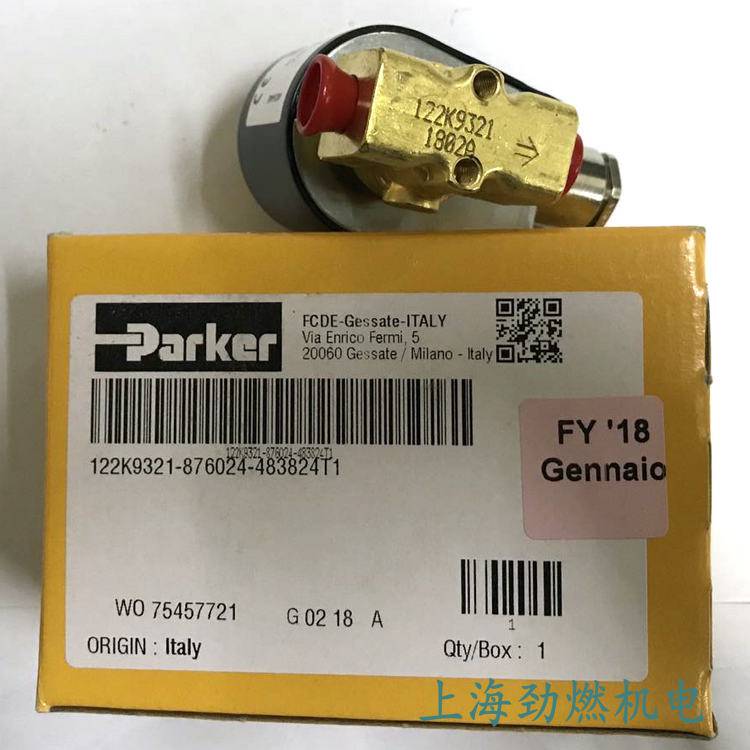 122K9321
1802A
Parker
FCDE-Gessate-ITALY
Via Enrico Fermi, 5
20060 Gessate / Milano - Italy
122K9321-876024-483824T1
122K9321-876024-483824T1
FY '18
Gennaio
WO 75457721
G 02 18 A
1
ORIGIN : Italy
Qty/Box : 1
上海劲燃机电